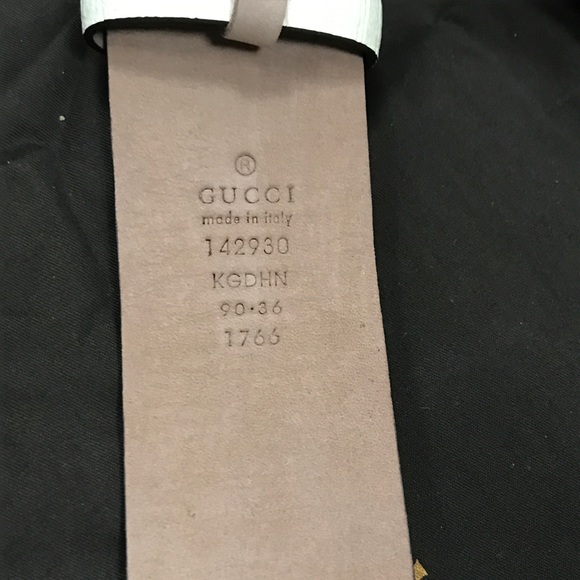 ®
GUCCI
made in italy
142930
KGDHN
90·36
1766